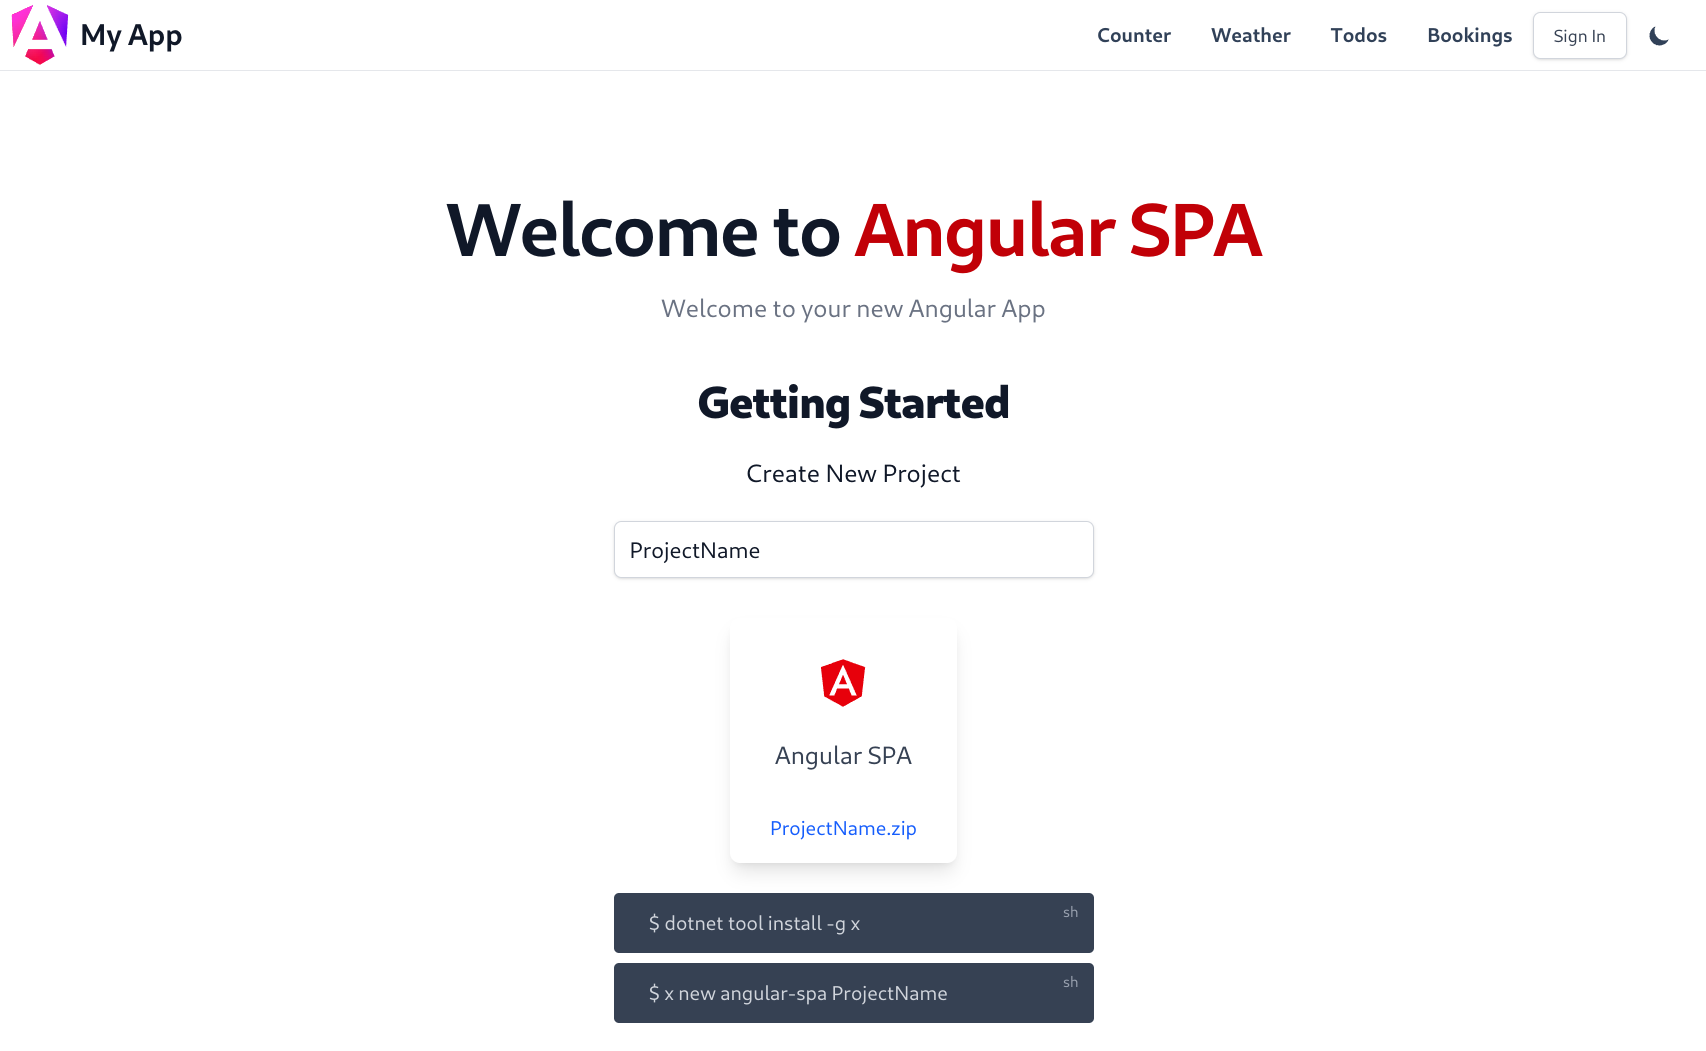 My App
Counter Weather Todos Bookings Sign In
Welcome to Angular SPA
Welcome to your new Angular App
Getting Started
Create New Project
ProjectName
Angular SPA
ProjectName.zip
$ dotnet tool install -g x
sh
$ x new angular-spa ProjectName
sh